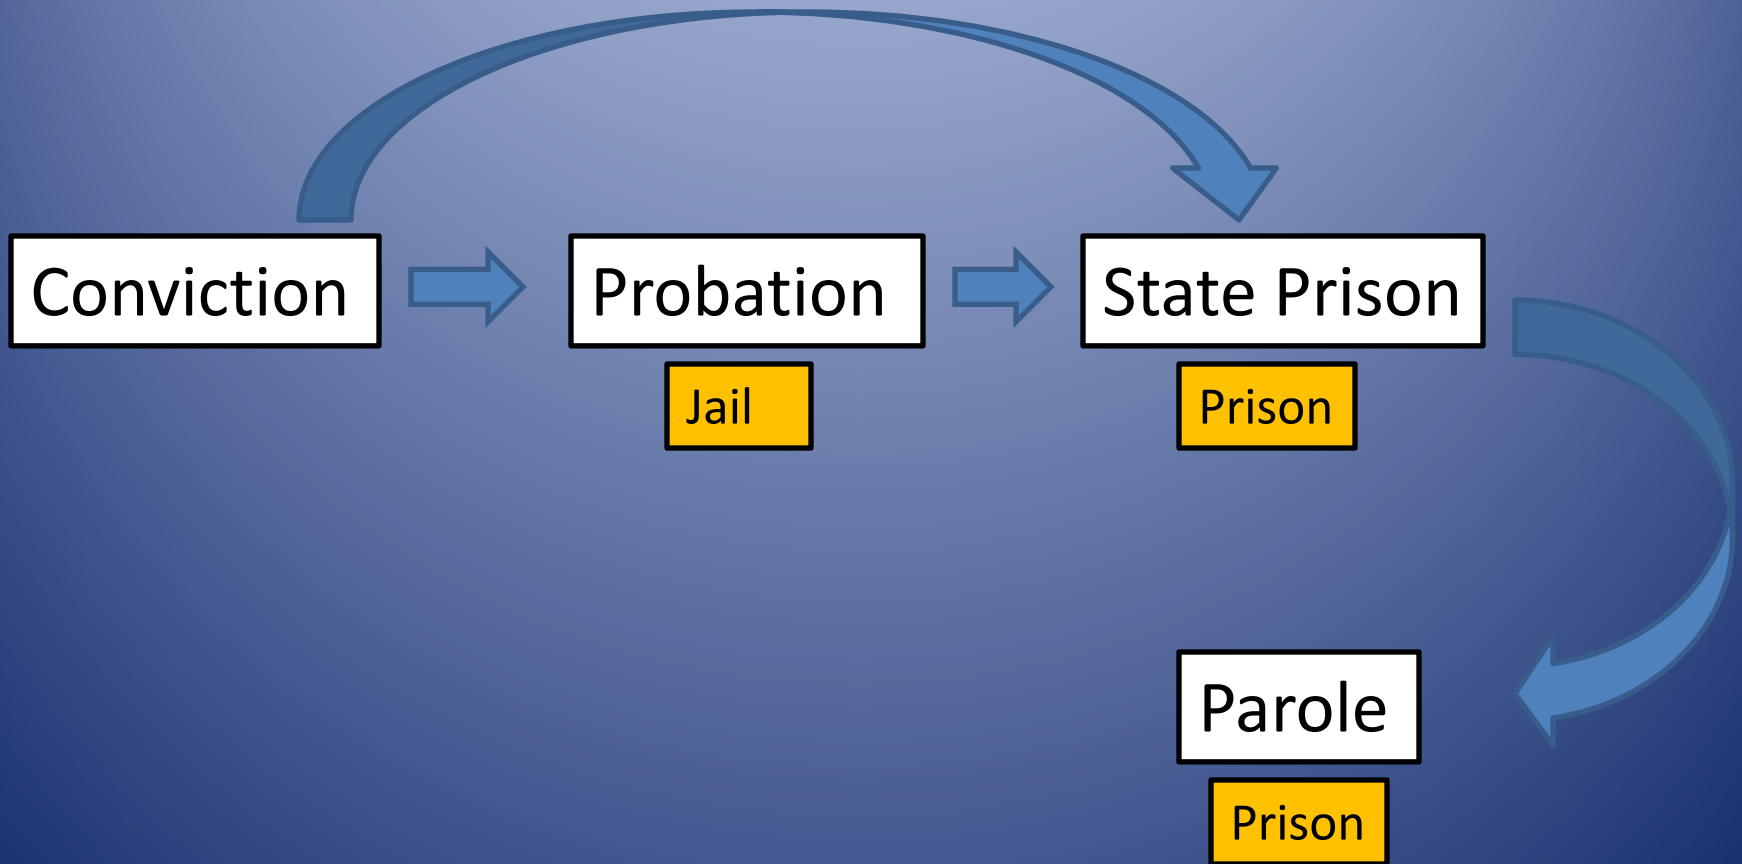 Conviction
Probation
State Prison
Jail
Prison
Parole
Prison